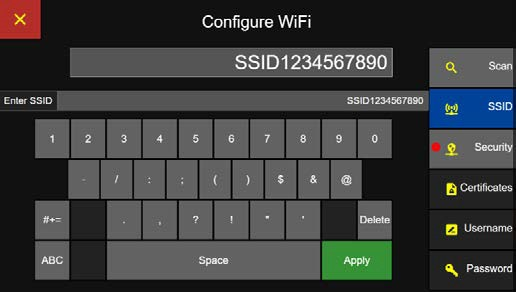 ×
Configure WiFi
SSID1234567890
Scan
Enter SSID SSID1234567890
SSID
1 2 3 4 5 6 7 8 9 0
Security
- / : ; ( ) $ & @
Certificates
#+= . , ? ! " ' Delete
Username
ABC Space Apply
Password